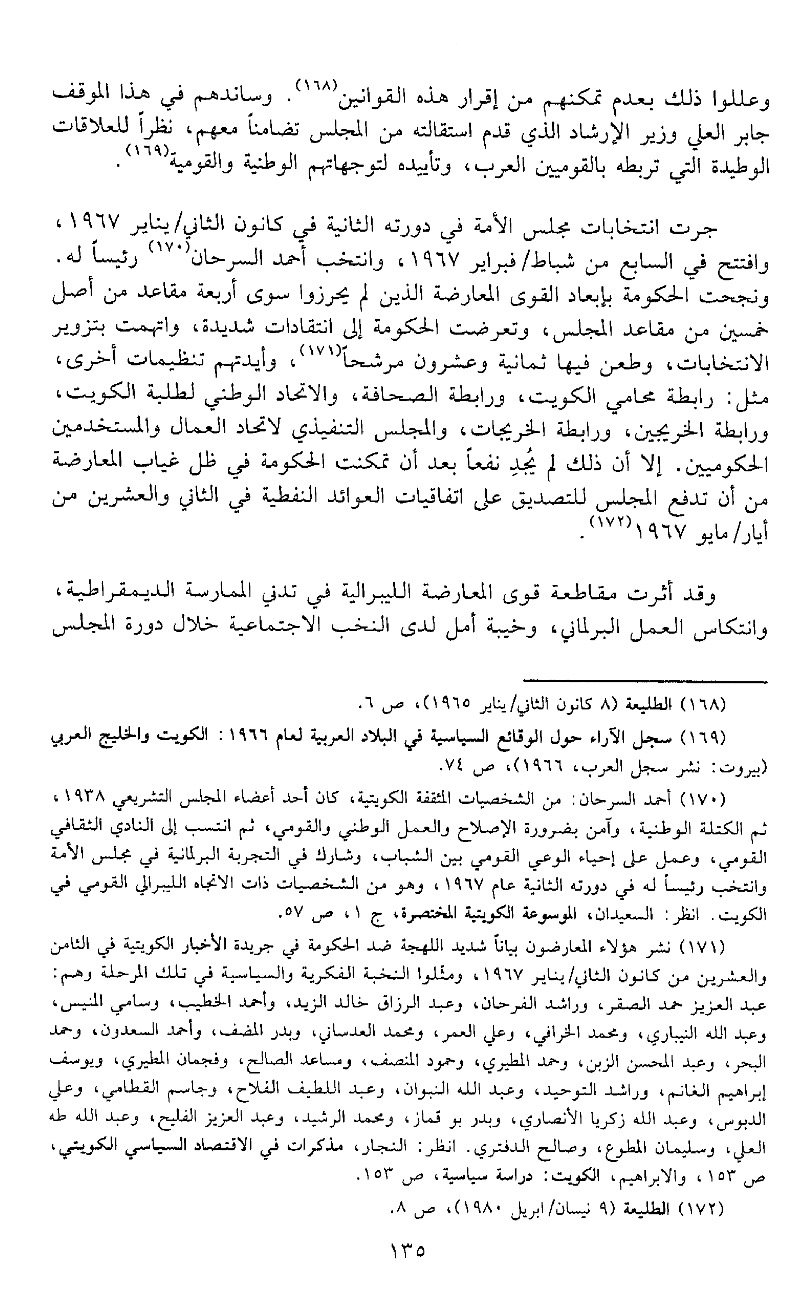 وعللوا ذلك بعدم تمكنهم من إقرار هذه القوانين(١٦٨). وساندهم في هذا الموقف
جابر العلي وزير الإرشاد الذي قدم استقالته من المجلس تضامناً معهم، نظراً للعلاقات
الوطيدة التي تربطه بالقوميين العرب، وتأييده لتوجهاتهم الوطنية والقومية(١٦٩).
جرت انتخابات مجلس الأمة في دورته الثانية في كانون الثاني/يناير ١٩٦٧،
وافتتح في السابع من شباط/فبراير ١٩٦٧، وانتخب أحمد السرحان(١٧٠) رئيساً له.
ونجحت الحكومة بإبعاد القوى المعارضة الذين لم يحرزوا سوى أربعة مقاعد من أصل
خمسين من مقاعد المجلس، وتعرضت الحكومة إلى انتقادات شديدة، واتهمت بتزوير
الانتخابات، وطعن فيها ثمانية وعشرون مرشحاً(١٧١)، وأيدتهم تنظيمات أخرى،
مثل: رابطة محامي الكويت، ورابطة الصحافة، والاتحاد الوطني لطلبة الكويت،
ورابطة الخريجين، ورابطة الخريجات، والمجلس التنفيذي لاتحاد العمال والمستخدمين
الحكوميين. إلا أن ذلك لم يُجدِ نفعاً بعد أن تمكنت الحكومة في ظل غياب المعارضة
من أن تدفع المجلس للتصديق على اتفاقيات العوائد النفطية في الثاني والعشرين من
أيار/مايو ١٩٦٧(١٧٢).
وقد أثرت مقاطعة قوى المعارضة الليبرالية في تدني الممارسة الديمقراطية،
وانتكاس العمل البرلماني، وخيبة أمل لدى النخب الاجتماعية خلال دورة المجلس
(١٦٨) الطليعة (٨ كانون الثاني/يناير ١٩٦٥)، ص ٦.
(١٦٩) سجل الآراء حول الوقائع السياسية في البلاد العربية لعام ١٩٦٦: الكويت والخليج العربي
(بيروت: نشر سجل العرب، ١٩٦٦)، ص ٧٤.
(١٧٠) أحمد السرحان: من الشخصيات المثقفة الكويتية، كان أحد أعضاء المجلس التشريعي ١٩٣٨،
ثم الكتلة الوطنية، وآمن بضرورة الإصلاح والعمل الوطني والقومي، ثم انتسب إلى النادي الثقافي
القومي، وعمل على إحياء الوعي القومي بين الشباب، وشارك في التجربة البرلمانية في مجلس الأمة
وانتخب رئيساً له في دورته الثانية عام ١٩٦٧، وهو من الشخصيات ذات الاتجاه الليبرالي القومي في
الكويت. انظر: السعيدان، الموسوعة الكويتية المختصرة، ج ١، ص ٥٧.
(١٧١) نشر هؤلاء المعارضون بياناً شديد اللهجة ضد الحكومة في جريدة الأخبار الكويتية في الثامن
والعشرين من كانون الثاني/يناير ١٩٦٧، ومثّلوا النخبة الفكرية والسياسية في تلك المرحلة وهم:
عبد العزيز حمد الصقر، وراشد الفرحان، وعبد الرزاق خالد الزيد، وأحمد الخطيب، وسامي المنيس،
وعبد الله النيباري، ومحمد الخرافي، وعلي العمر، ومحمد العدساني، وبدر المضف، وأحمد السعدون، وحمد
البحر، وعبد المحسن الزبن، وحمد المطيري، وحمود المنصف، ومساعد الصالح، وفجمان المطيري، ويوسف
إبراهيم الغانم، وراشد التوحيد، وعبد الله النبوان، وعبد اللطيف الفلاح، وجاسم القطامي، وعلي
الدبوس، وعبد الله زكريا الأنصاري، وبدر بو قماز، ومحمد الرشيد، وعبد العزيز الفليح، وعبد الله طه
العلي، وسليمان المطوع، وصالح الدفتري. انظر: النجار، مذكرات في الاقتصاد السياسي الكويتي،
ص ١٥٣، والابراهيم، الكويت: دراسة سياسية، ص ١٥٣.
(١٧٢) الطليعة (٩ نيسان/ابريل ١٩٨٠)، ص ٨.
١٣٥